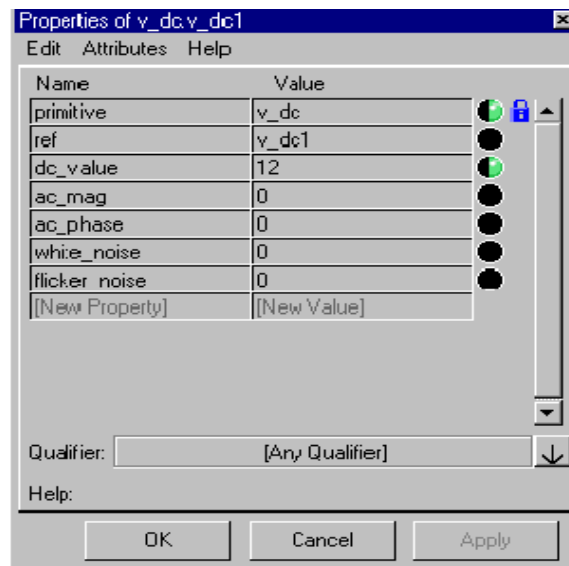 Properties of v_dc.v_dc1
Edit Attributes Help
Name Value
primitive v_dc
ref v_dc1
dc_value 12
ac_mag 0
ac_phase 0
white_noise 0
flicker_noise 0
[New Property] [New Value]
Qualifier: [Any Qualifier]
Help:
OK Cancel Apply